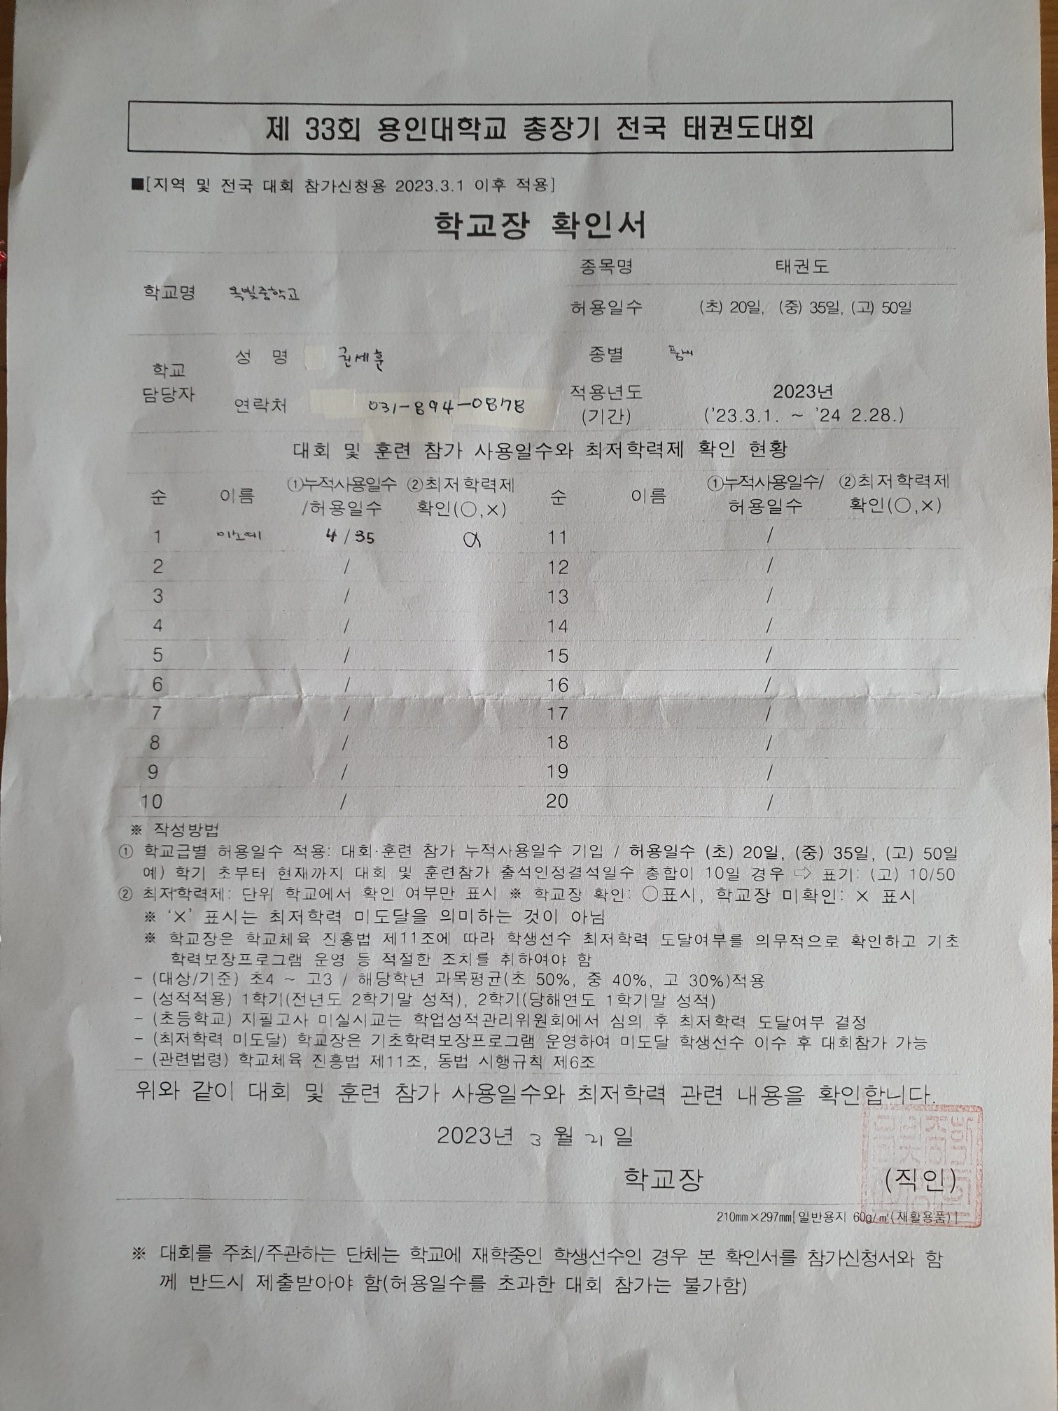 제 33회 용인대학교 총장기 전국 태권도대회
■[지역 및 전국 대회 참가신청용 2023.3.1 이후 적용]
학교장 확인서
학교명 옥빛중학교 종목명 태권도
허용일수 (초) 20일, (중) 35일, (고) 50일
학교 담당자 성 명 권세훈 종별 품새
연락처 031-894-0878 적용년도 (기간) 2023년 ('23.3.1. ~ '24 2.28.)
대회 및 훈련 참가 사용일수와 최저학력제 확인 현황
순 이름 ①누적사용일수 /허용일수 ②최저학력제 확인(○,×) 순 이름 ①누적사용일수/ 허용일수 ②최저학력제 확인(○,×)
1 4/35 11 /
2 / 12 /
3 / 13 /
4 / 14 /
5 / 15 /
6 / 16 /
7 / 17 /
8 / 18 /
9 / 19 /
10 / 20 /
※ 작성방법
① 학교급별 허용일수 적용: 대회·훈련 참가 누적사용일수 기입 / 허용일수 (초) 20일, (중) 35일, (고) 50일
예) 학기 초부터 현재까지 대회 및 훈련참가 출석인정결석일수 총합이 10일 경우 ⇨ 표기: (고) 10/50
② 최저학력제: 단위 학교에서 확인 여부만 표시 ※ 학교장 확인: ○표시, 학교장 미확인: × 표시
※ '×' 표시는 최저학력 미도달을 의미하는 것이 아님
※ 학교장은 학교체육 진흥법 제11조에 따라 학생선수 최저학력 도달여부를 의무적으로 확인하고 기초
학력보장프로그램 운영 등 적절한 조치를 취하여야 함
- (대상/기준) 초4 ~ 고3 / 해당학년 과목평균(초 50%, 중 40%, 고 30%)적용
- (성적적용) 1학기(전년도 2학기말 성적), 2학기(당해연도 1학기말 성적)
- (초등학교) 지필고사 미실시교는 학업성적관리위원회에서 심의 후 최저학력 도달여부 결정
- (최저학력 미도달) 학교장은 기초학력보장프로그램 운영하여 미도달 학생선수 이수 후 대회참가 가능
- (관련법령) 학교체육 진흥법 제11조, 동법 시행규칙 제6조
위와 같이 대회 및 훈련 참가 사용일수와 최저학력 관련 내용을 확인합니다.
2023년 3 월 21 일
학교장 (직인)
210㎜×297㎜[일반용지 60g/㎡(재활용품)]
※ 대회를 주최/주관하는 단체는 학교에 재학중인 학생선수인 경우 본 확인서를 참가신청서와 함
께 반드시 제출받아야 함(허용일수를 초과한 대회 참가는 불가함)